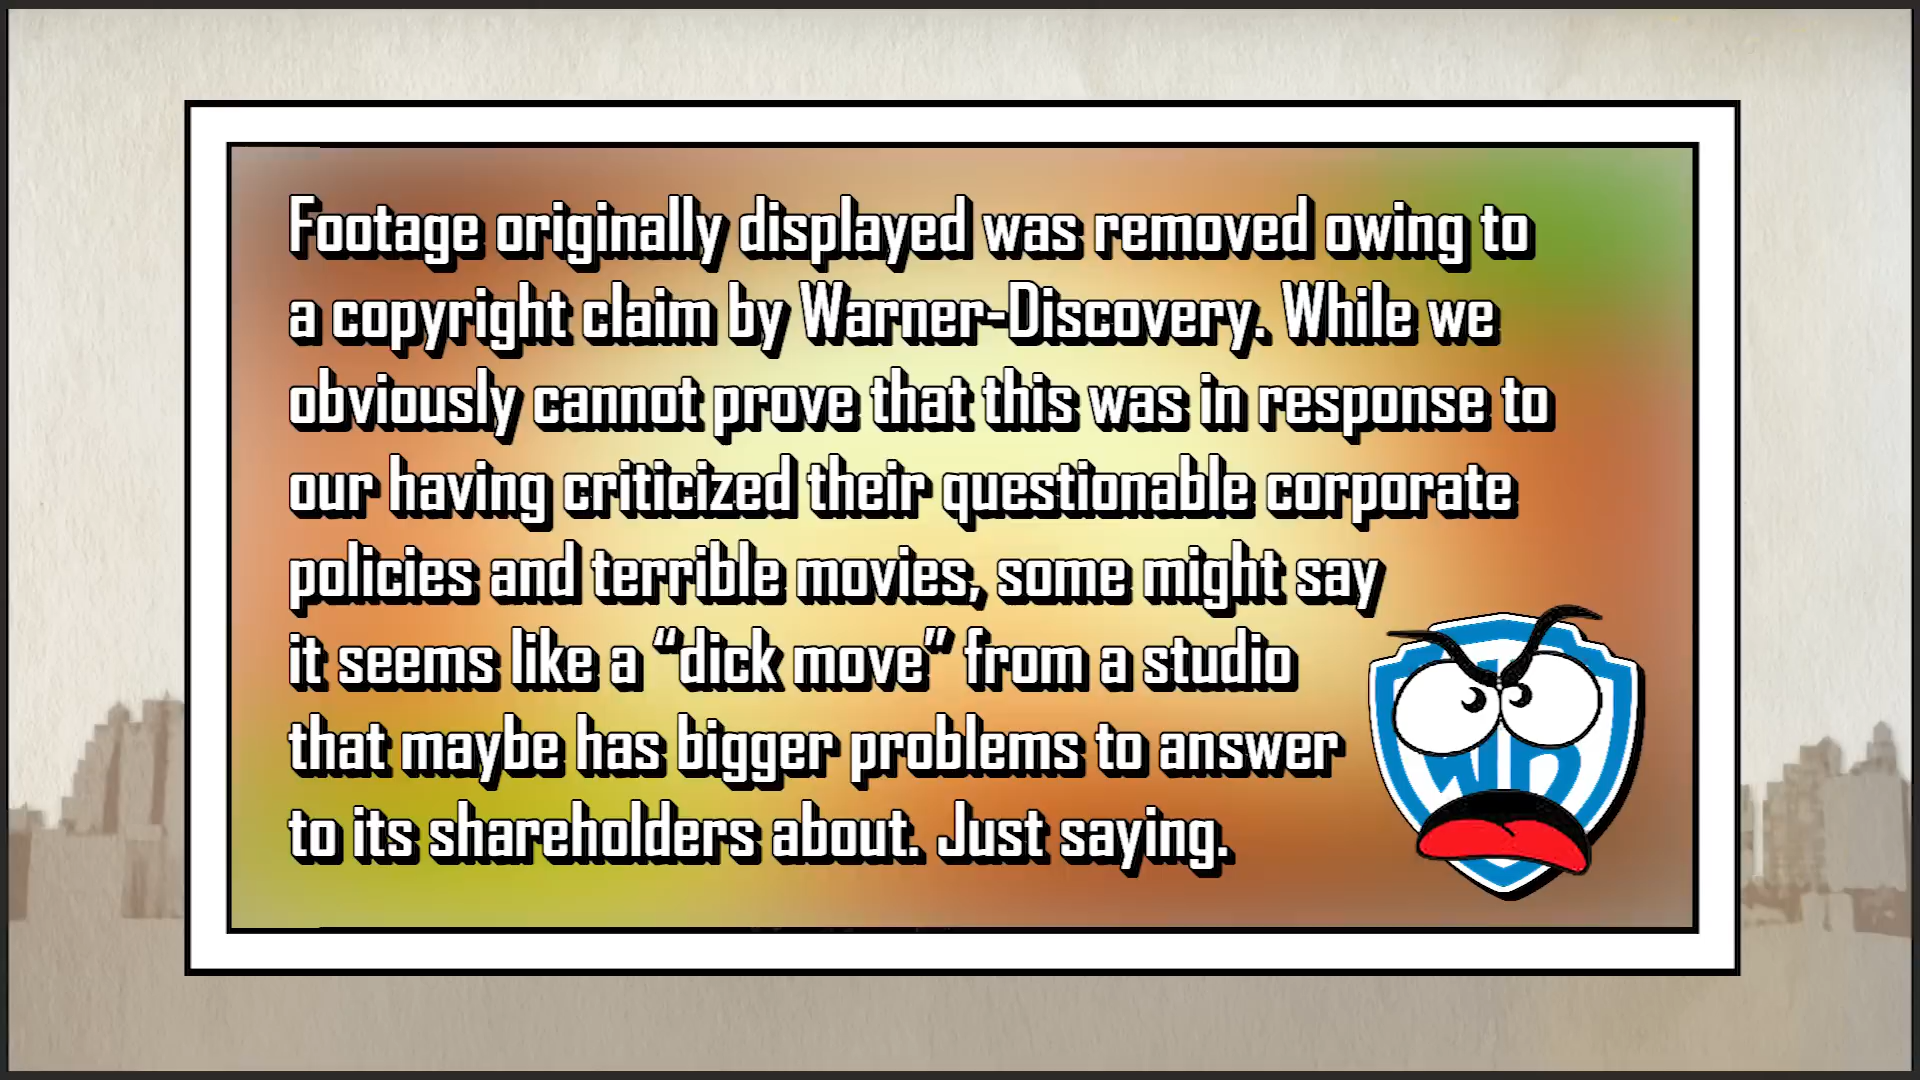 Footage originally displayed was removed owing to
a copyright claim by Warner-Discovery. While we
obviously cannot prove that this was in response to
our having criticized their questionable corporate
policies and terrible movies, some might say
it seems like a “dick move” from a studio
that maybe has bigger problems to answer
to its shareholders about. Just saying.
WB